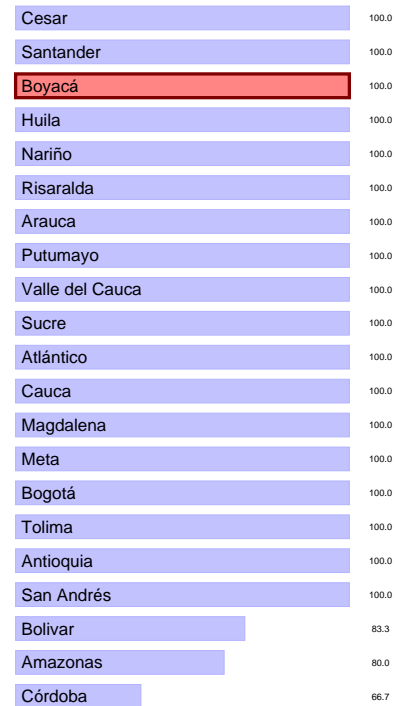 Cesar 100.0
Santander 100.0
Boyacá 100.0
Huila 100.0
Nariño 100.0
Risaralda 100.0
Arauca 100.0
Putumayo 100.0
Valle del Cauca 100.0
Sucre 100.0
Atlántico 100.0
Cauca 100.0
Magdalena 100.0
Meta 100.0
Bogotá 100.0
Tolima 100.0
Antioquia 100.0
San Andrés 100.0
Bolivar 83.3
Amazonas 80.0
Córdoba 66.7